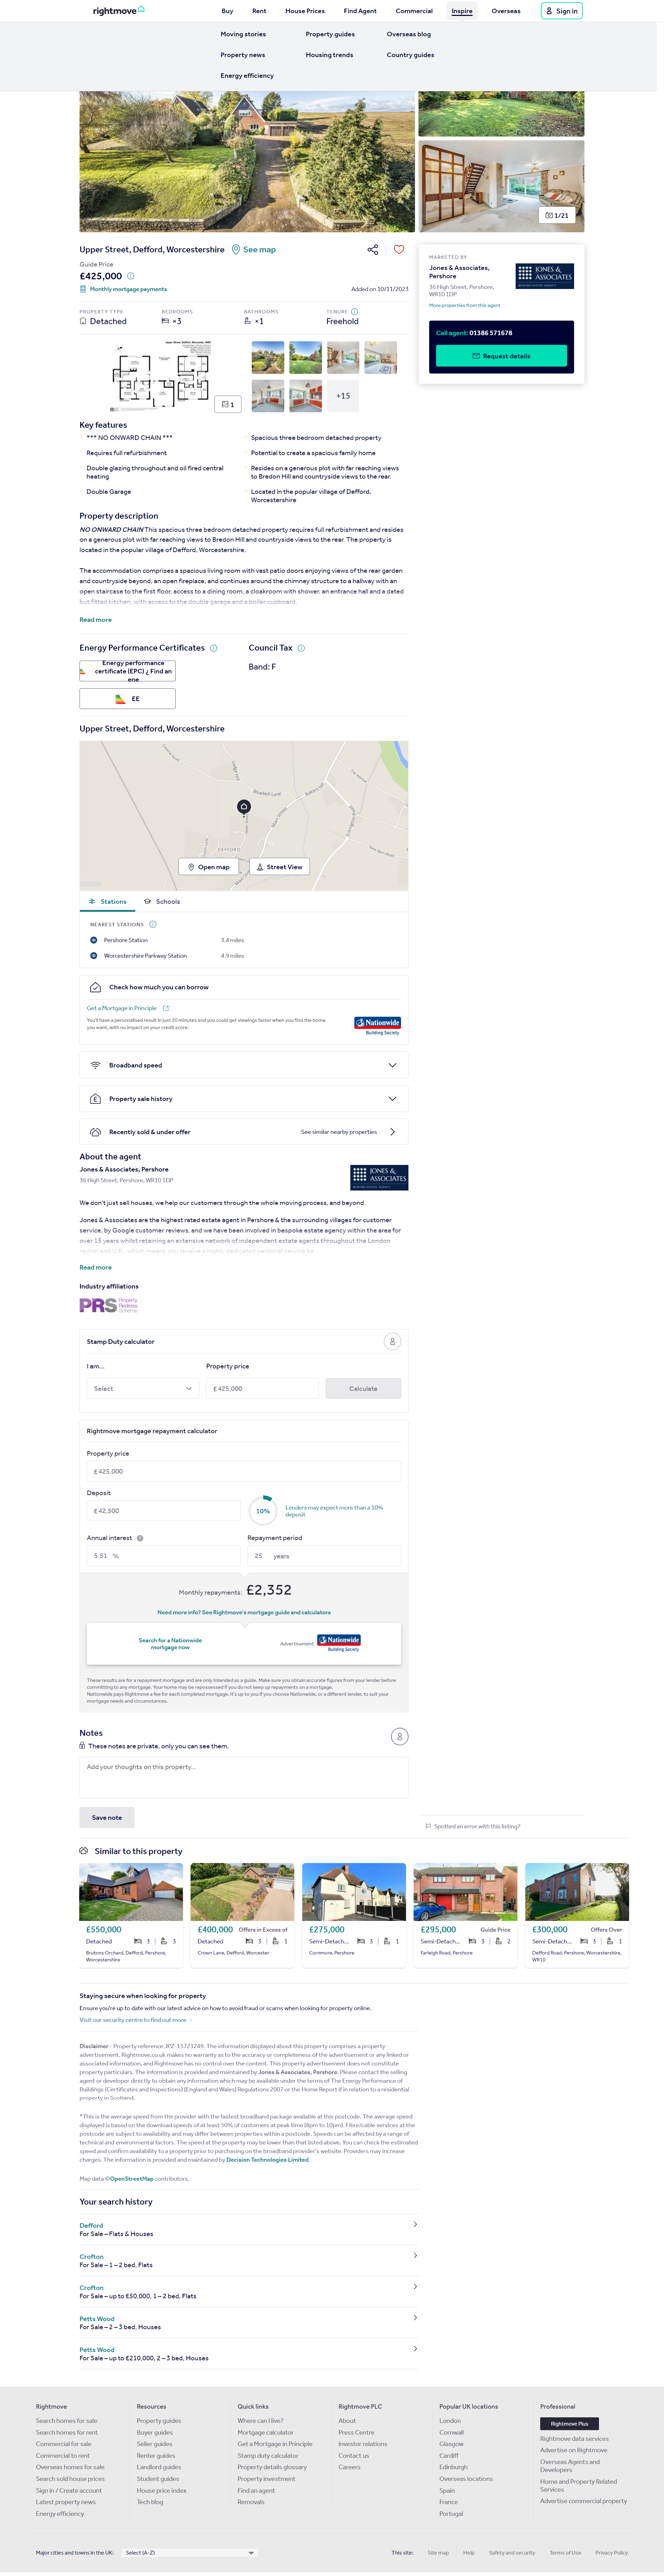 rightmove
Buy
Rent
House Prices
Find Agent
Commercial
Inspire
Overseas
Sign in
Moving stories
Property guides
Overseas blog
Property news
Housing trends
Country guides
Energy efficiency
1/21
Upper Street, Defford, Worcestershire
See map
Guide Price
£425,000
Monthly mortgage payments
Added on 10/11/2023
PROPERTY TYPE
Detached
BEDROOMS
×3
BATHROOMS
×1
TENURE
Freehold
1
+15
MARKETED BY
Jones & Associates,
Pershore
36 High Street, Pershore,
WR10 1DP
More properties from this agent
JONES &
ASSOCIATES
Call agent: 01386 571678
Request details
Key features
*** NO ONWARD CHAIN ***
Spacious three bedroom detached property
Requires full refurbishment
Potential to create a spacious family home
Double glazing throughout and oil fired central
heating
Resides on a generous plot with far reaching views
to Bredon Hill and countryside views to the rear.
Double Garage
Located in the popular village of Defford,
Worcestershire
Property description
NO ONWARD CHAIN This spacious three bedroom detached property requires full refurbishment and resides
on a generous plot with far reaching views to Bredon Hill and countryside views to the rear. The property is
located in the popular village of Defford, Worcestershire.
The accommodation comprises a spacious living room with vast patio doors enjoying views of the rear garden
and countryside beyond, an open fireplace, and continues around the chimney structure to a hallway with an
open staircase to the first floor, access to a dining room, a cloakroom with shower, an entrance hall and a dated
but fitted kitchen, with access to the double garage and a boiler cupboard.
Read more
Energy Performance Certificates
Energy performance
certificate (EPC) ¿ Find an
ene
EE
Council Tax
Band: F
Upper Street, Defford, Worcestershire
Bluebell Lane
Bakery Hill
Main Street
DEFFORD
Open map
Street View
Stations
Schools
NEAREST STATIONS
Pershore Station
3.4 miles
Worcestershire Parkway Station
4.9 miles
Check how much you can borrow
Get a Mortgage in Principle
You'll have a personalised result in just 20 minutes and you could get viewings faster when you find the home
you want, with no impact on your credit score.
Nationwide
Building Society
Broadband speed
Property sale history
Recently sold & under offer
See similar nearby properties
About the agent
Jones & Associates, Pershore
36 High Street, Pershore, WR10 1DP
JONES &
ASSOCIATES
We don't just sell houses, we help our customers through the whole moving process, and beyond.
Jones & Associates are the highest rated estate agent in Pershore & the surrounding villages for customer
service, by Google customer reviews, and we have been involved in bespoke estate agency within the area for
over 15 years whilst retaining an extensive network of independent estate agents throughout the London
region and U.K., which means you receive a highly dedicated personal service by
Read more
Industry affiliations
PRS Property
Redress
Scheme
Stamp Duty calculator
I am...
Property price
Select
£ 425,000
Calculate
Rightmove mortgage repayment calculator
Property price
£ 425,000
Deposit
£ 42,500
10%
Lenders may expect more than a 10%
deposit
Annual interest
Repayment period
5.51 %
25 years
Monthly repayments: £2,352
Need more info? See Rightmove's mortgage guide and calculators
Search for a Nationwide
mortgage now
Advertisement
Nationwide
Building Society
These results are for a repayment mortgage and are only intended as a guide. Make sure you obtain accurate figures from your lender before
committing to any mortgage. Your home may be repossessed if you do not keep up repayments on a mortgage.
Nationwide pays Rightmove a fee for each completed mortgage. It's up to you if you choose Nationwide, or a different lender, to suit your
mortgage needs and circumstances.
Notes
These notes are private, only you can see them.
Add your thoughts on this property...
Save note
Spotted an error with this listing?
Similar to this property
£550,000
Detached
3
3
Brutons Orchard, Defford, Pershore,
Worcestershire
£400,000
Offers in Excess of
Detached
3
1
Crown Lane, Defford, Worcester
£275,000
Semi-Detach...
3
1
Cornmore, Pershore
£295,000
Guide Price
Semi-Detach...
3
2
Farleigh Road, Pershore
£300,000
Offers Over
Semi-Detach...
3
1
Defford Road, Pershore, Worcestershire,
WR10
Staying secure when looking for property
Ensure you're up to date with our latest advice on how to avoid fraud or scams when looking for property online.
Visit our security centre to find out more
Disclaimer - Property reference JPZ-15723249. The information displayed about this property comprises a property
advertisement. Rightmove.co.uk makes no warranty as to the accuracy or completeness of the advertisement or any linked or
associated information, and Rightmove has no control over the content. This property advertisement does not constitute
property particulars. The information is provided and maintained by Jones & Associates, Pershore. Please contact the selling
agent or developer directly to obtain any information which may be available under the terms of The Energy Performance of
Buildings (Certificates and Inspections) (England and Wales) Regulations 2007 or the Home Report if in relation to a residential
property in Scotland.
*This is the average speed from the provider with the fastest broadband package available at this postcode. The average speed
displayed is based on the download speeds of at least 50% of customers at peak time (8pm to 10pm). Fibre/cable services at the
postcode are subject to availability and may differ between properties within a postcode. Speeds can be affected by a range of
technical and environmental factors. The speed at the property may be lower than that listed above. You can check the estimated
speed and confirm availability to a property prior to purchasing on the broadband provider's website. Providers may increase
charges. The information is provided and maintained by Decision Technologies Limited.
Map data ©OpenStreetMap contributors.
Your search history
Defford
For Sale – Flats & Houses
Crofton
For Sale – 1 – 2 bed, Flats
Crofton
For Sale – up to £50,000, 1 – 2 bed, Flats
Petts Wood
For Sale – 2 – 3 bed, Houses
Petts Wood
For Sale – up to £210,000, 2 – 3 bed, Houses
Rightmove
Search homes for sale
Search homes for rent
Commercial for sale
Commercial to rent
Overseas homes for sale
Search sold house prices
Sign in / Create account
Latest property news
Energy efficiency
Resources
Property guides
Buyer guides
Seller guides
Renter guides
Landlord guides
Student guides
House price index
Tech blog
Quick links
Where can I live?
Mortgage calculator
Get a Mortgage in Principle
Stamp duty calculator
Property details glossary
Property investment
Find an agent
Removals
Rightmove PLC
About
Press Centre
Investor relations
Contact us
Careers
Popular UK locations
London
Cornwall
Glasgow
Cardiff
Edinburgh
Overseas locations
Spain
France
Portugal
Professional
Rightmove Plus
Rightmove data services
Advertise on Rightmove
Overseas Agents and
Developers
Home and Property Related
Services
Advertise commercial property
Major cities and towns in the UK:
Select (A-Z)
This site:
Site map
Help
Safety and security
Terms of Use
Privacy Policy